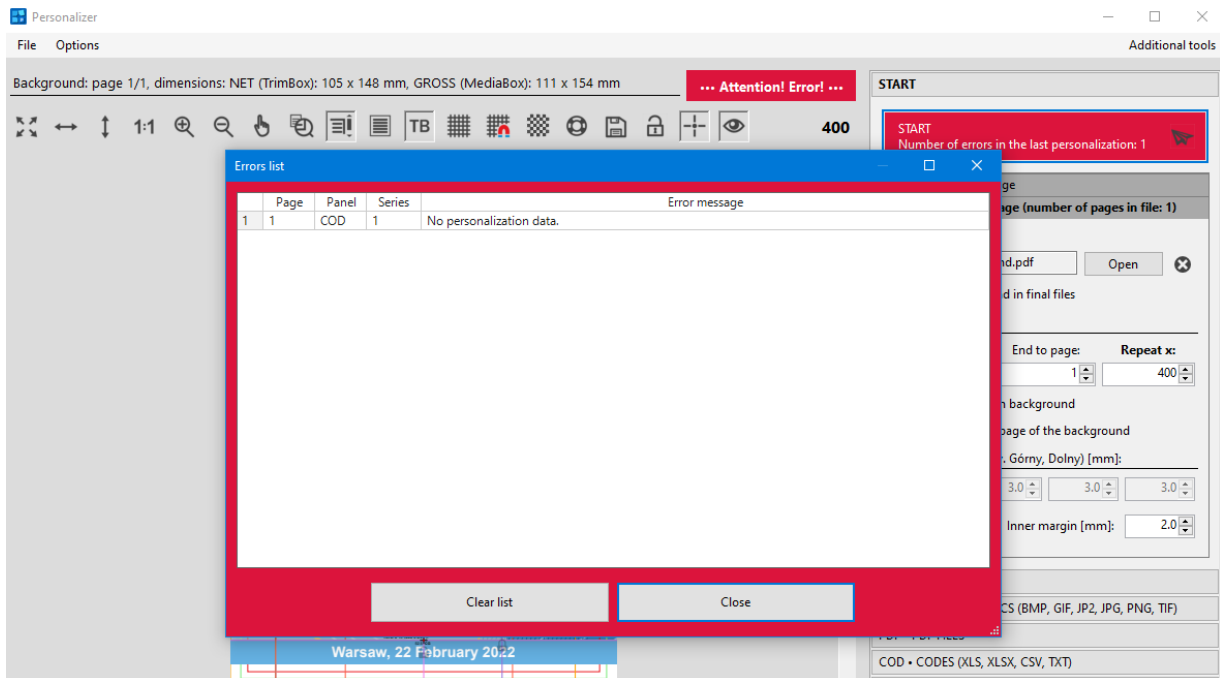 Personalizer
File Options Additional tools
Background: page 1/1, dimensions: NET (TrimBox): 105 x 148 mm, GROSS (MediaBox): 111 x 154 mm
••• Attention! Error! •••
START
1:1 TB 400
START
Number of errors in the last personalization: 1
Errors list
Page Panel Series Error message
1 1 COD 1 No personalization data.
ge (number of pages in file: 1)
nd.pdf Open
d in final files
End to page: Repeat x:
1 400
background
page of the background
Górny, Dolny) [mm]:
3.0 3.0 3.0
Inner margin [mm]: 2.0
Clear list Close
CS (BMP, GIF, JP2, JPG, PNG, TIF)
Warsaw, 22 February 2022
COD • CODES (XLS, XLSX, CSV, TXT)